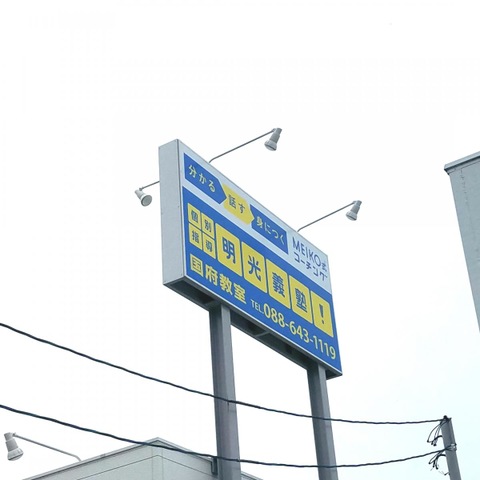 分かる 話す 身につく
MEIKO式コーチング
個別指導 明光義塾!
国府教室 TEL.088-643-1119